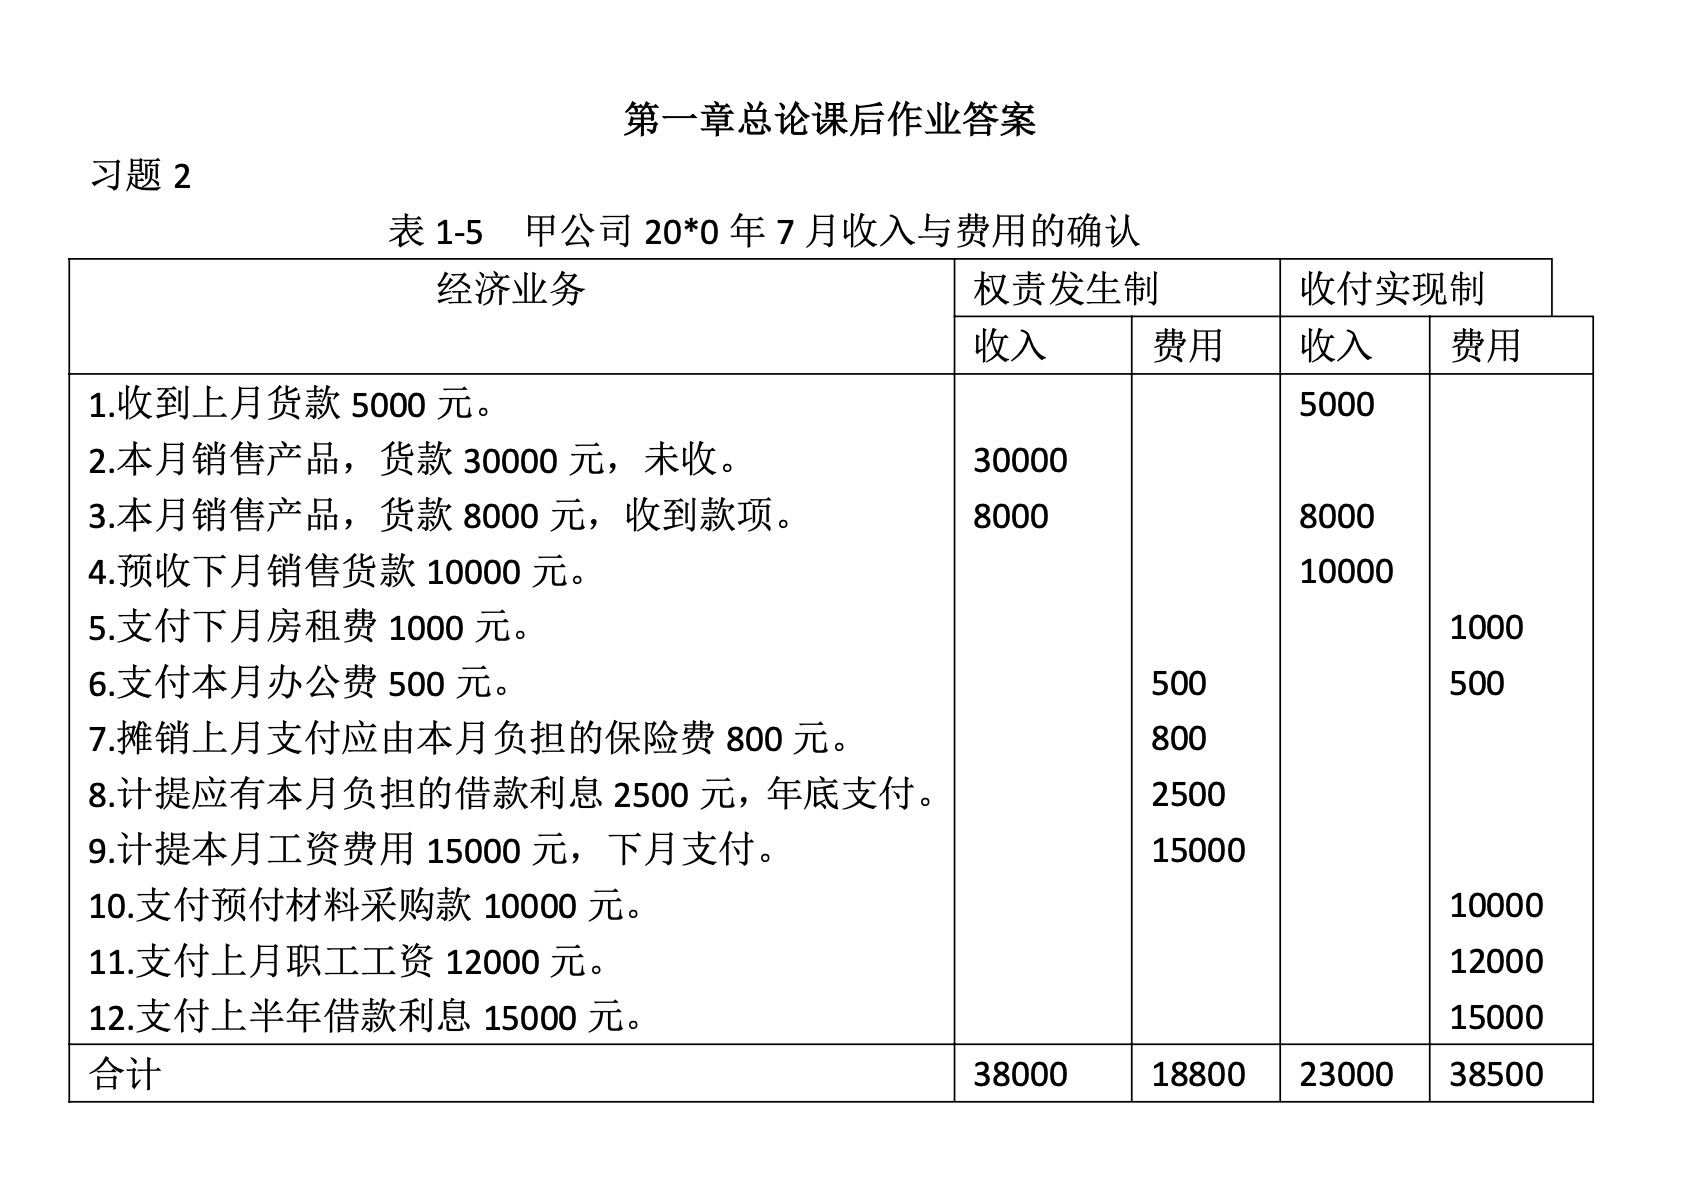 第一章总论课后作业答案
习题 2
表 1-5 甲公司 20*0 年 7 月收入与费用的确认
经济业务 权责发生制 收付实现制
收入 费用 收入 费用
1.收到上月货款 5000 元。 5000
2.本月销售产品，货款 30000 元，未收。 30000
3.本月销售产品，货款 8000 元，收到款项。 8000 8000
4.预收下月销售货款 10000 元。 10000
5.支付下月房租费 1000 元。 1000
6.支付本月办公费 500 元。 500 500
7.摊销上月支付应由本月负担的保险费 800 元。 800
8.计提应有本月负担的借款利息 2500 元，年底支付。 2500
9.计提本月工资费用 15000 元，下月支付。 15000
10.支付预付材料采购款 10000 元。 10000
11.支付上月职工工资 12000 元。 12000
12.支付上半年借款利息 15000 元。 15000
合计 38000 18800 23000 38500